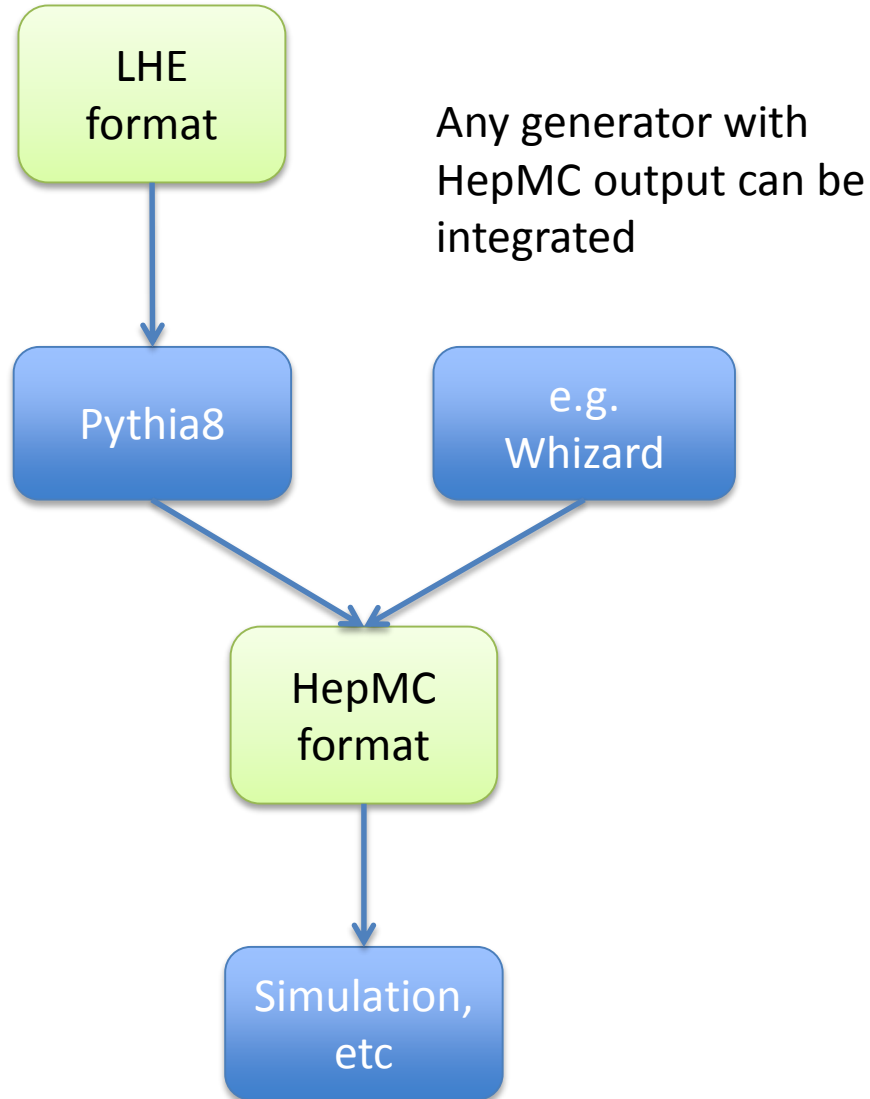 LHE
format
Any generator with
HepMC output can be
integrated
Pythia8
e.g.
Whizard
HepMC
format
Simulation,
etc